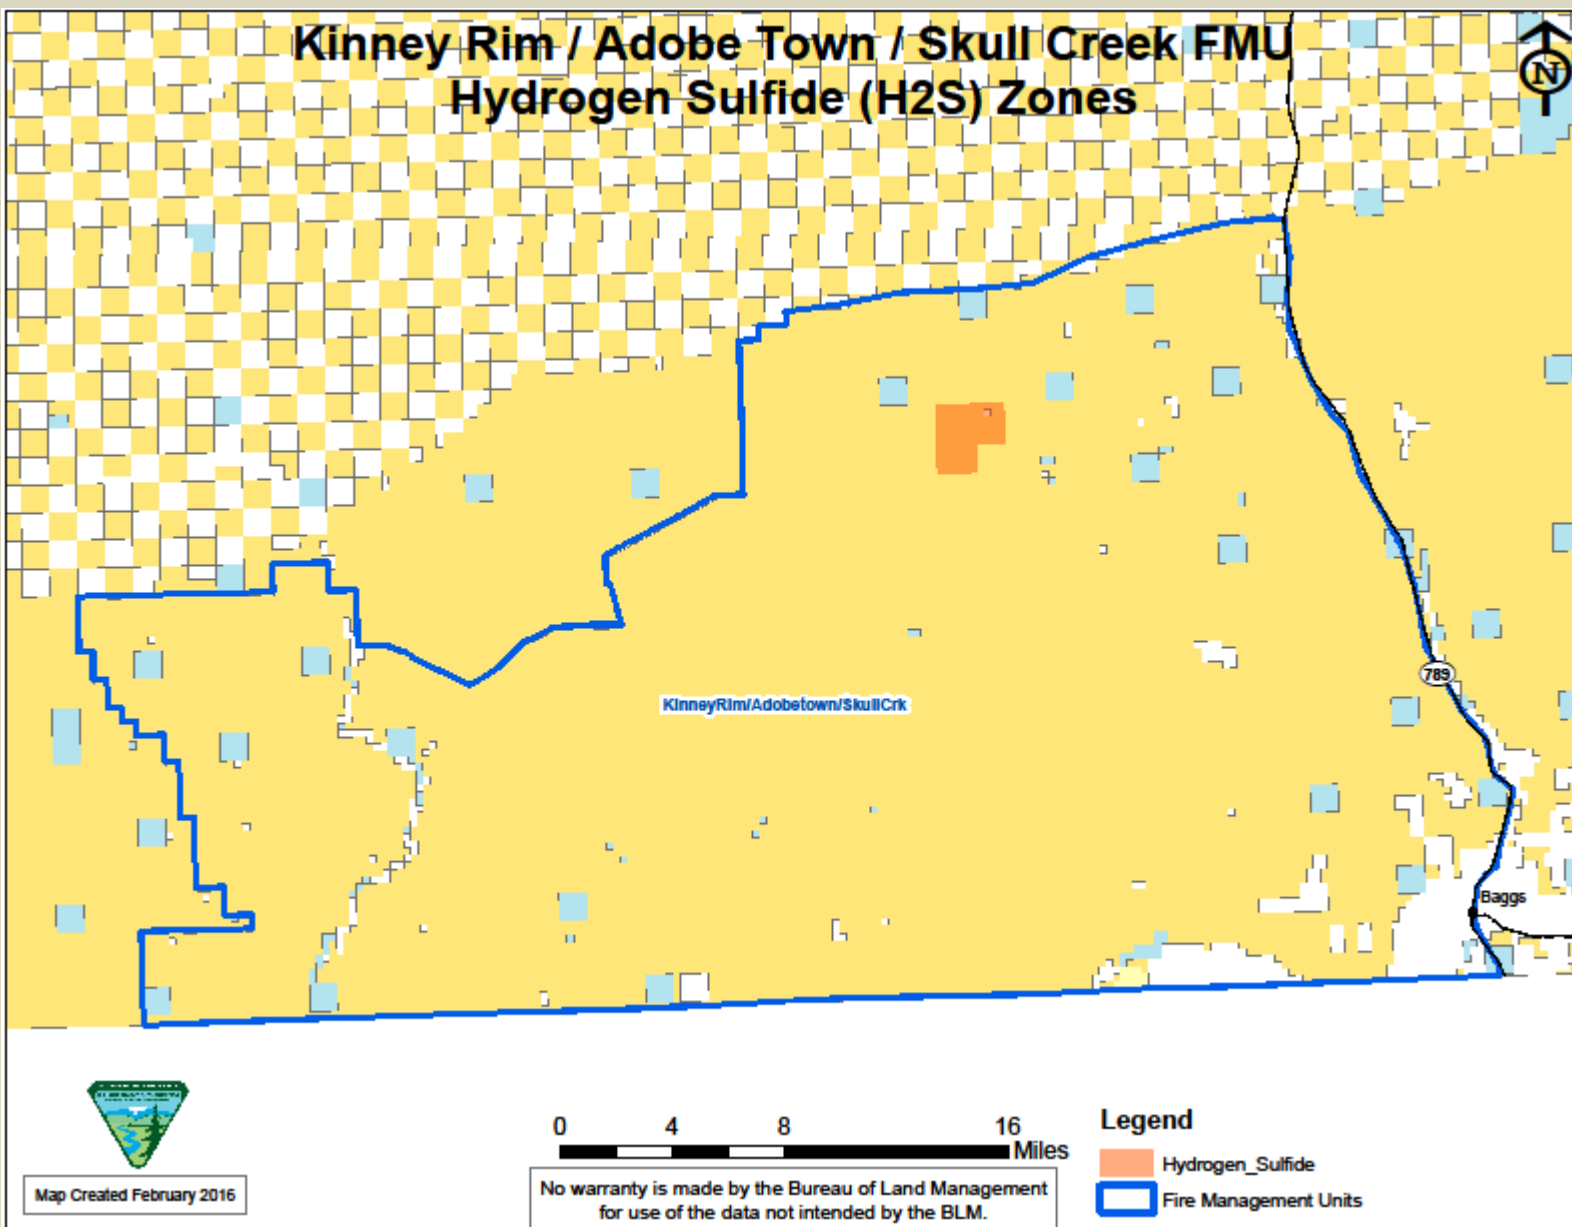 Kinney Rim / Adobe Town / Skull Creek FMU
Hydrogen Sulfide (H2S) Zones
N
KinneyRim/Adobetown/SkullCrk
789
Baggs
0 4 8 16
Miles
Legend
Hydrogen_Sulfide
Fire Management Units
Map Created February 2016
No warranty is made by the Bureau of Land Management
for use of the data not intended by the BLM.